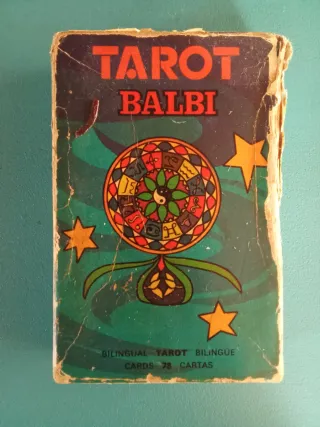 TAROT
BALBI
BILINGUAL TAROT BILINGÜE
CARDS 78 CARTAS